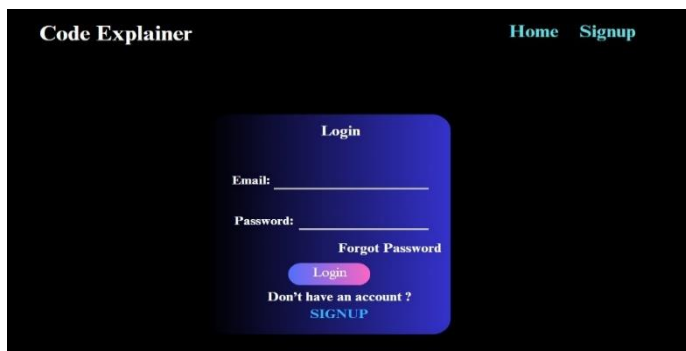 Code Explainer
Home Signup
Login
Email:
Password:
Forgot Password
Login
Don't have an account ?
SIGNUP